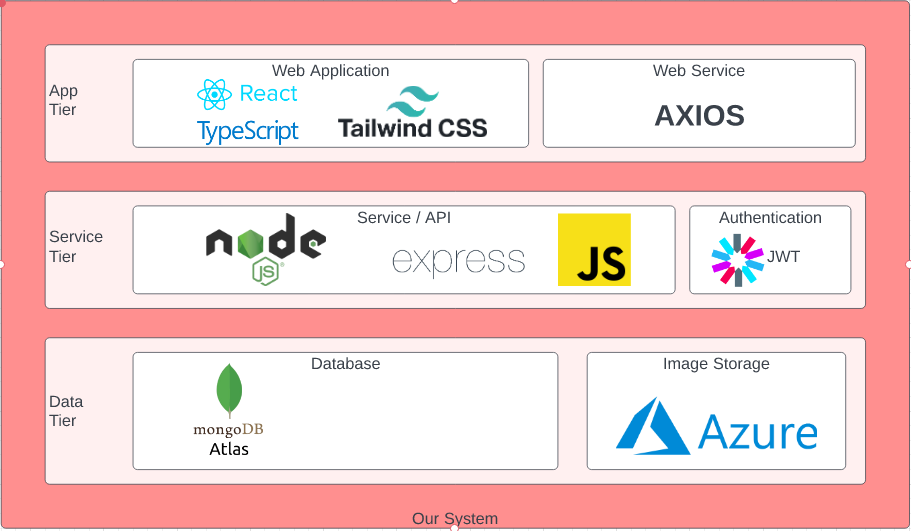 App
Tier
Web Application
React
TypeScript
Tailwind CSS
Web Service
AXIOS
Service
Tier
Service / API
node
JS
express
JS
Authentication
JWT
Data
Tier
Database
mongoDB
Atlas
Image Storage
Azure
Our System